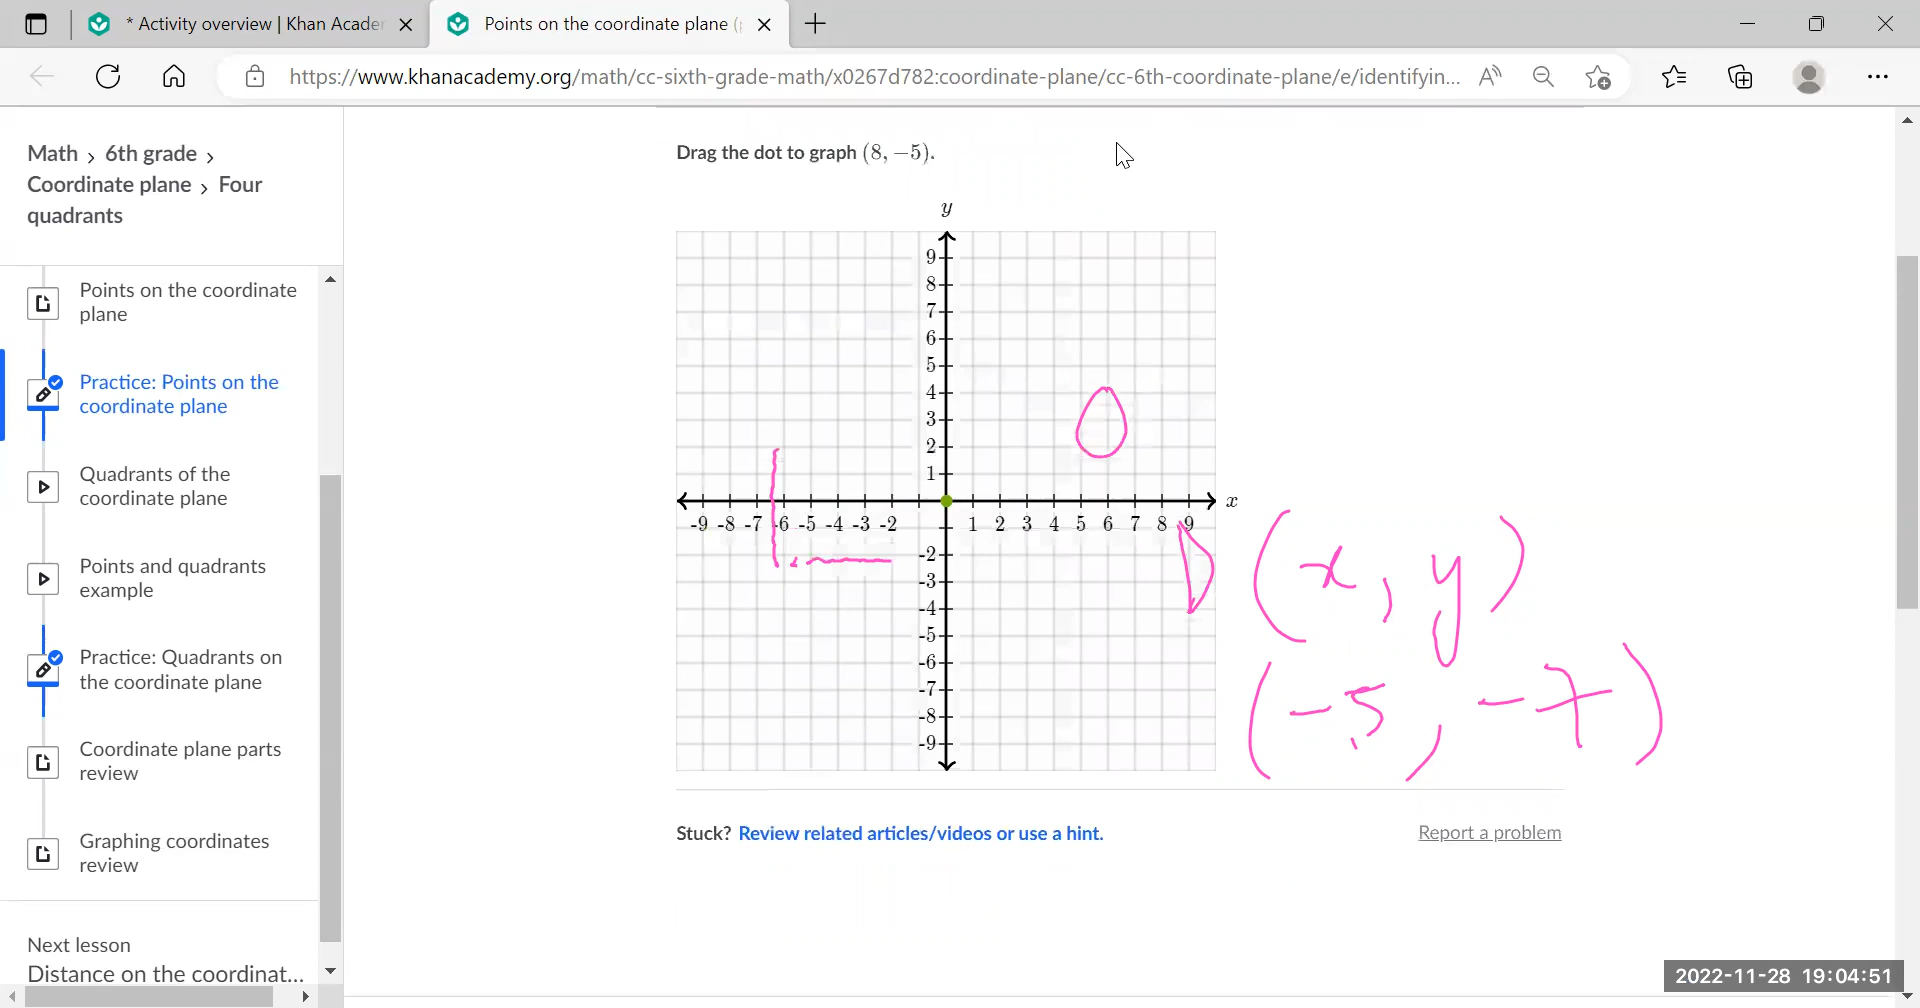 * Activity overview | Khan Acade
Points on the coordinate plane (
https://www.khanacademy.org/math/cc-sixth-grade-math/x0267d782:coordinate-plane/cc-6th-coordinate-plane/e/identifyin...
Math > 6th grade >
Coordinate plane > Four
quadrants
Points on the coordinate
plane
Practice: Points on the
coordinate plane
Quadrants of the
coordinate plane
Points and quadrants
example
Practice: Quadrants on
the coordinate plane
Coordinate plane parts
review
Graphing coordinates
review
Next lesson
Distance on the coordinat...
Drag the dot to graph (8, −5).
y
9
8
7
6
5
4
3
2
1
x
-9 -8 -7 -6 -5 -4 -3 -2 1 2 3 4 5 6 7 8 9
-2
-3
-4
-5
-6
-7
-8
-9
(x, y)
(-5, -7)
Stuck? Review related articles/videos or use a hint.
Report a problem
2022-11-28 19:04:51